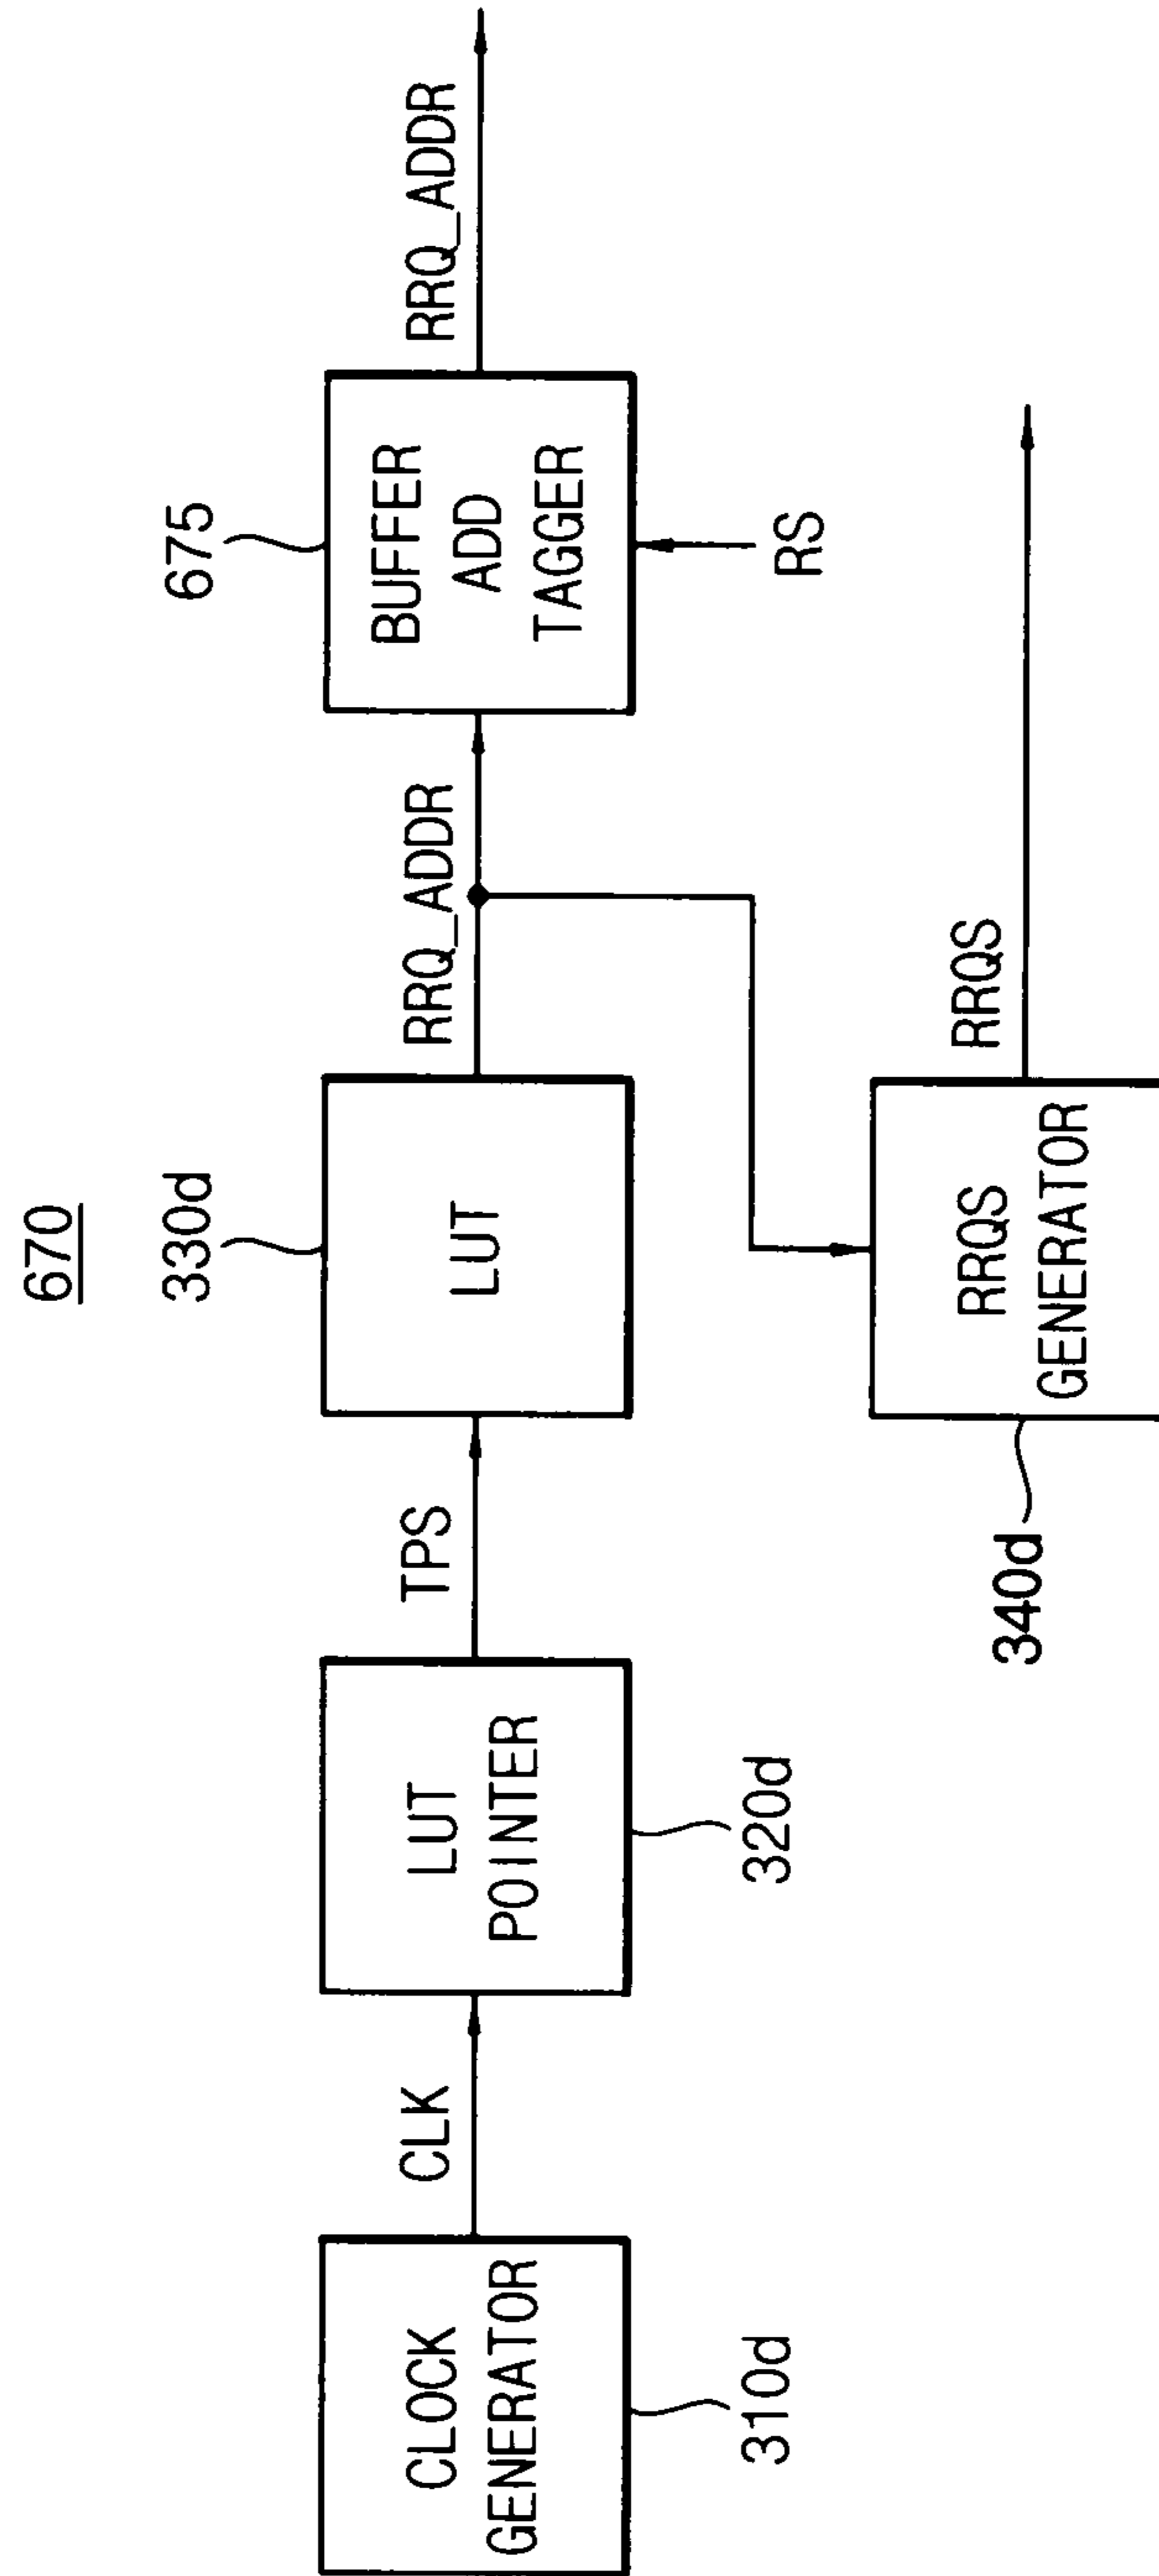 670
310d
CLOCK
GENERATOR
CLK
320d
LUT
POINTER
TPS
330d
LUT
RRQ_ADDR
675
BUFFER
ADD
TAGGER
RRQ_ADDR
RS
340d
RRQS
GENERATOR
RRQS